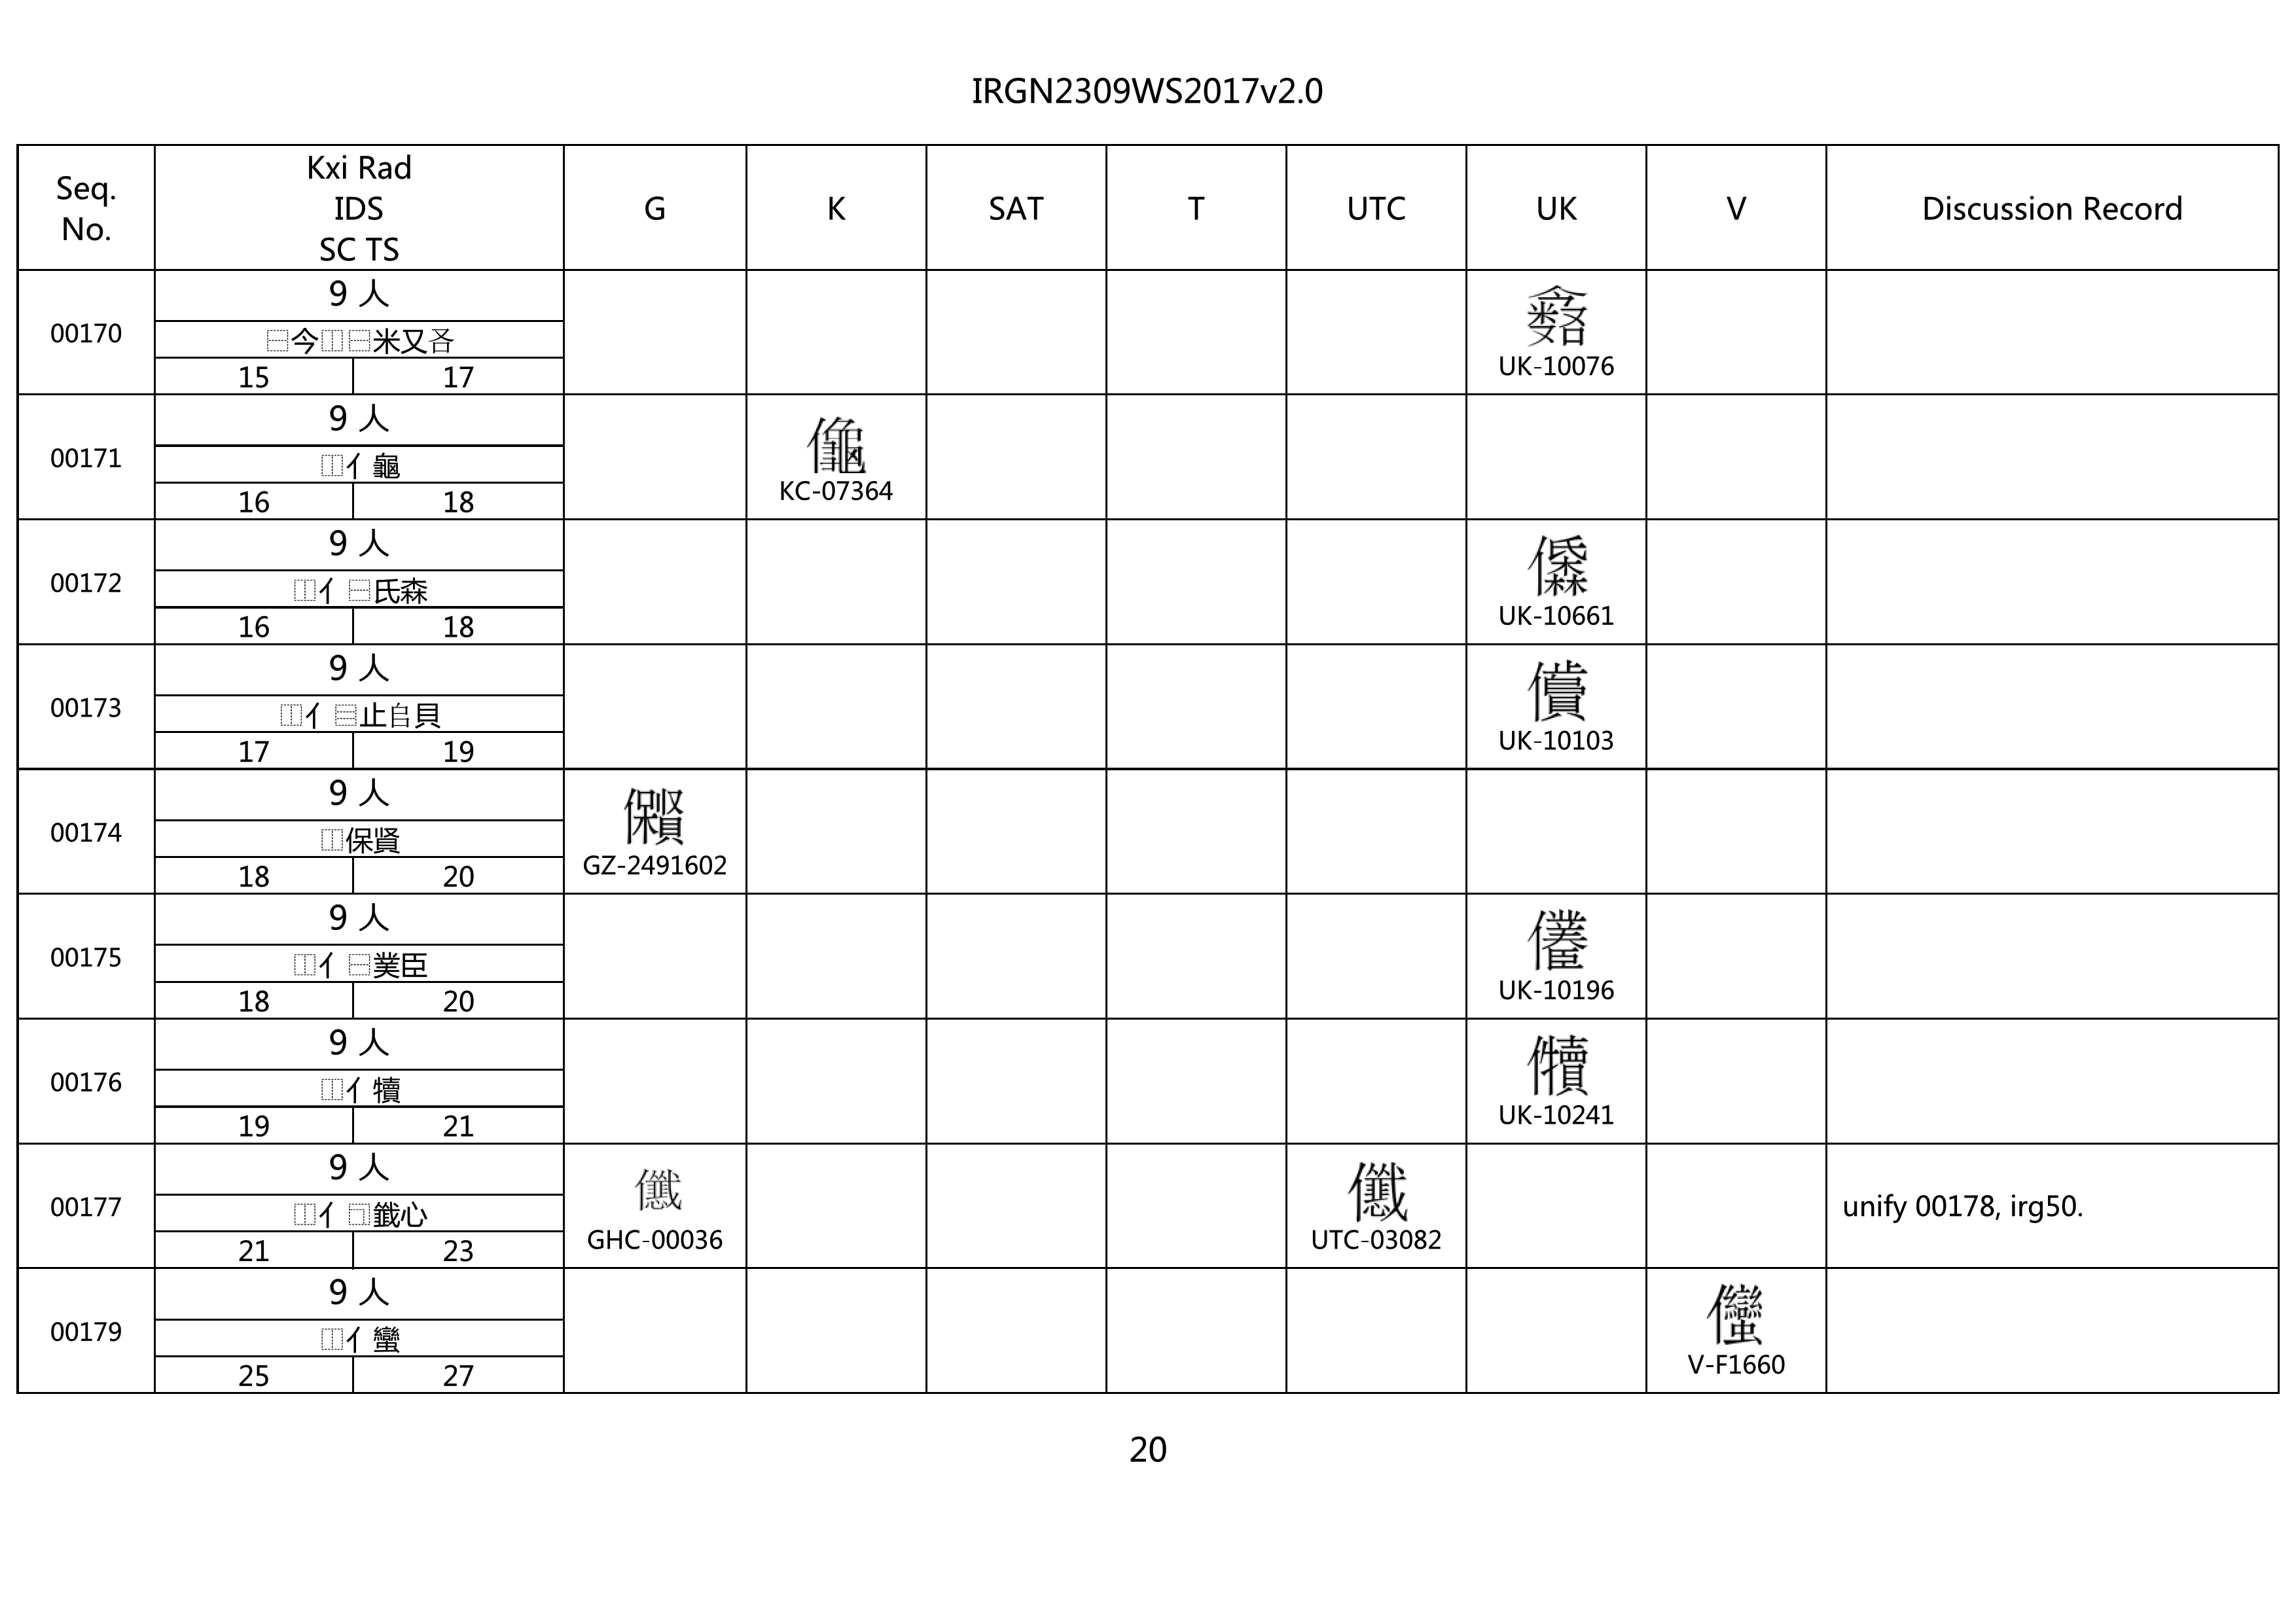 IRGN2309WS2017v2.0
Seq. No.
Kxi Rad
IDS
SC TS
G K SAT T UTC UK V Discussion Record
00170
9 人
⿱今⿰⿱米又㕣
15 17
UK-10076
00171
9 人
⿰亻龜
16 18
KC-07364
00172
9 人
⿰亻⿱氏森
16 18
UK-10661
00173
9 人
⿰亻⿳止𠂤貝
17 19
UK-10103
00174
9 人
⿰保賢
18 20
GZ-2491602
00175
9 人
⿰亻⿱菐臣
18 20
UK-10196
00176
9 人
⿰亻犢
19 21
UK-10241
00177
9 人
⿰亻⿹籤心
21 23
GHC-00036
UTC-03082
unify 00178, irg50.
00179
9 人
⿰亻蠻
25 27
V-F1660
20